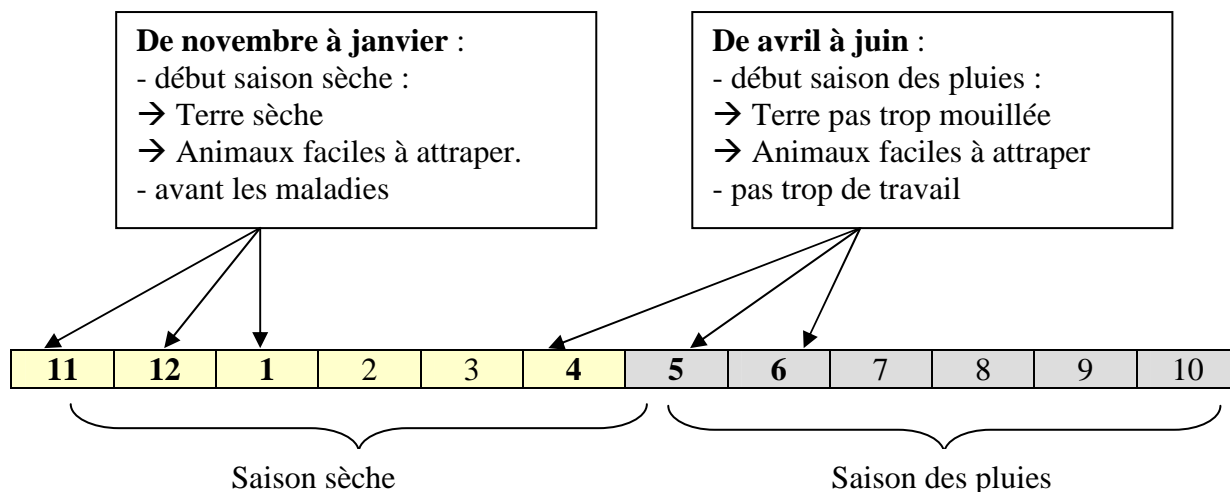 De novembre à janvier :
- début saison sèche :
→ Terre sèche
→ Animaux faciles à attraper.
- avant les maladies
De avril à juin :
- début saison des pluies :
→ Terre pas trop mouillée
→ Animaux faciles à attraper
- pas trop de travail
11 12 1 2 3 4 5 6 7 8 9 10
Saison sèche
Saison des pluies